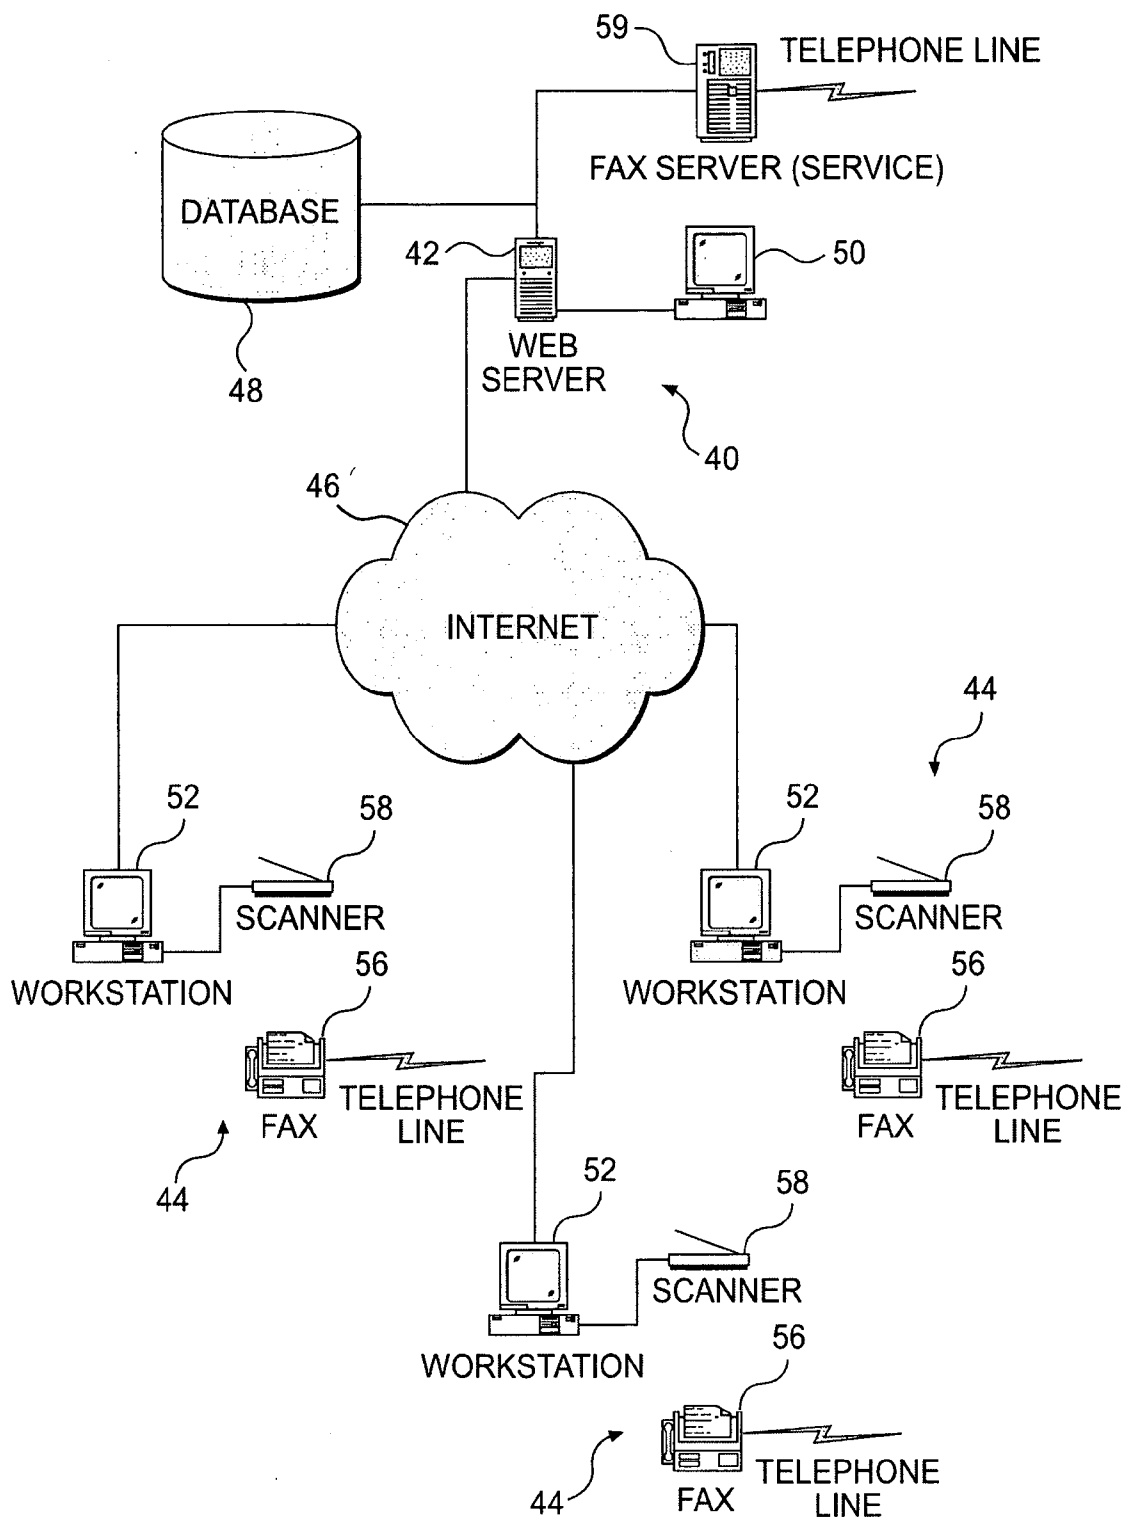 59
TELEPHONE LINE
FAX SERVER (SERVICE)
DATABASE
42
50
WEB
SERVER
48
40
46
INTERNET
44
52
58
52
58
SCANNER
SCANNER
WORKSTATION
56
WORKSTATION
56
TELEPHONE
LINE
FAX
TELEPHONE
LINE
FAX
44
52
58
SCANNER
WORKSTATION
56
TELEPHONE
LINE
FAX
44